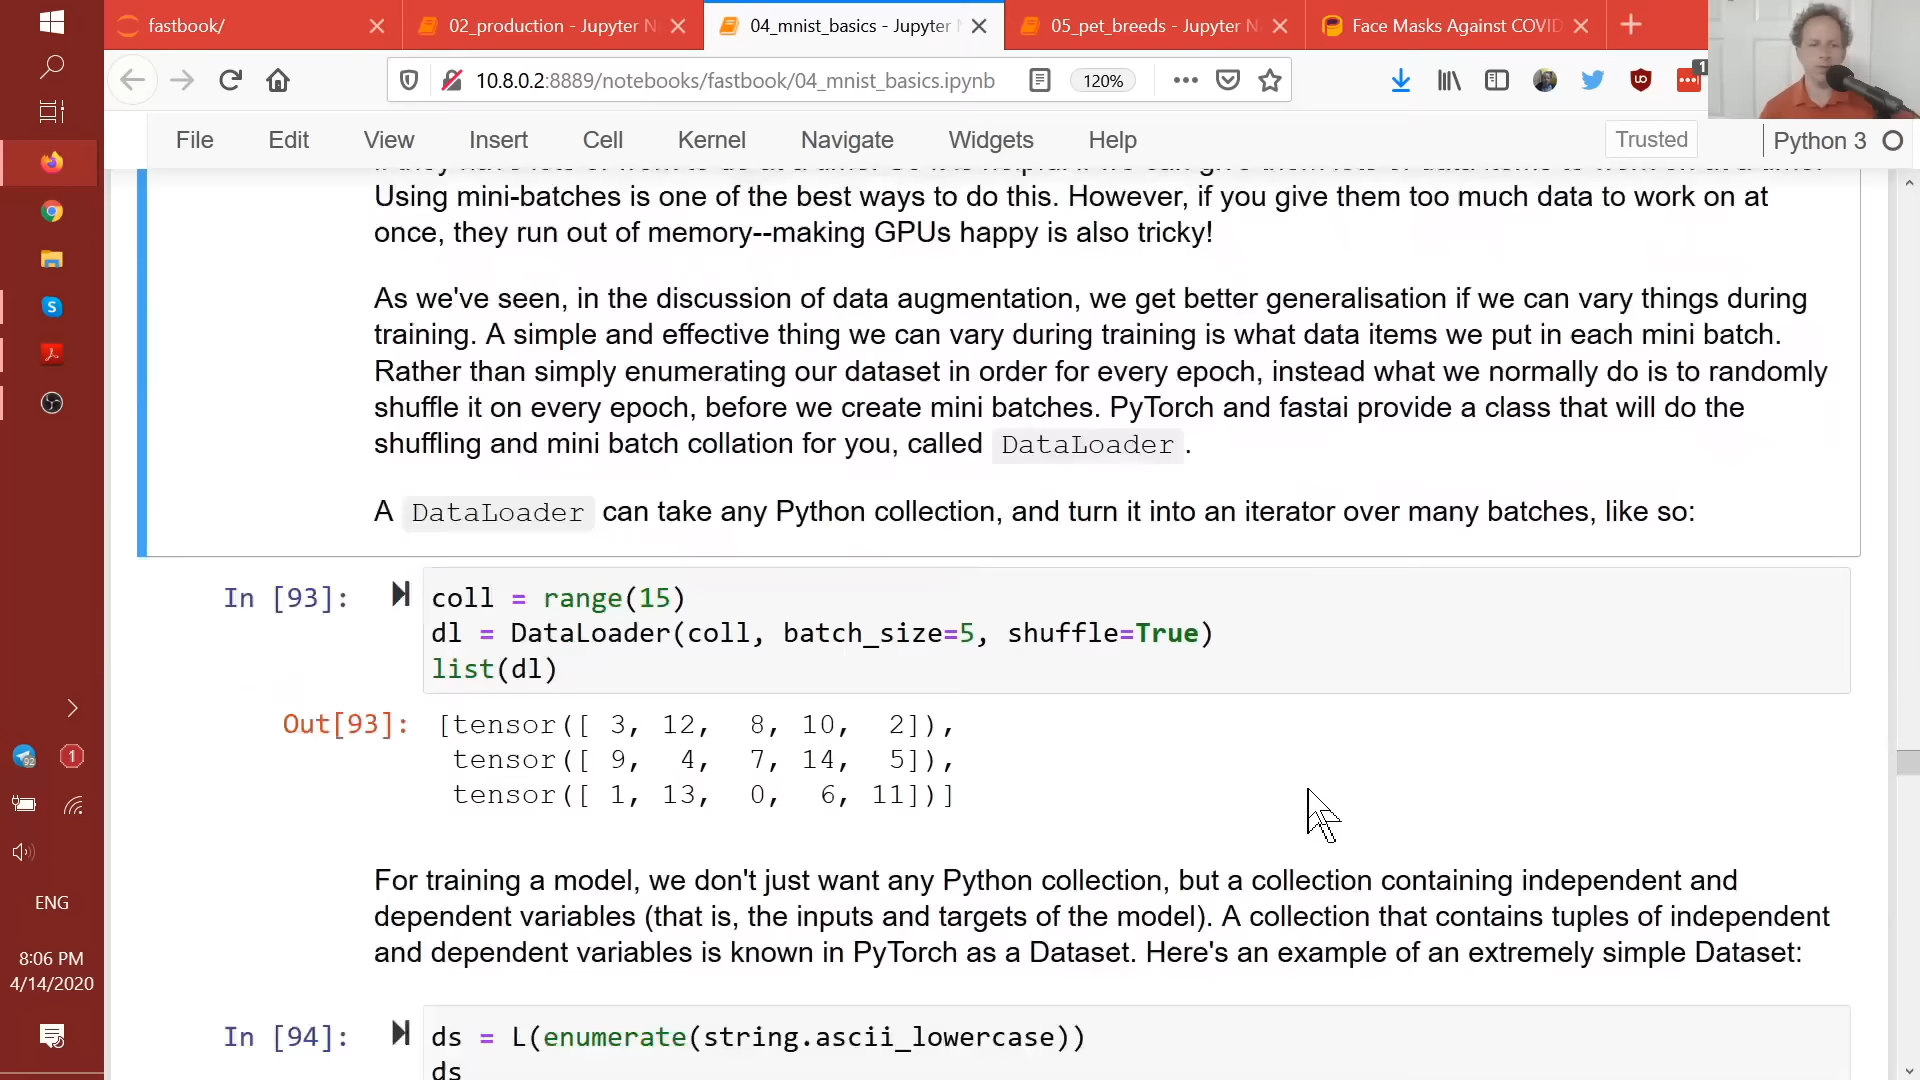 fastbook/
02_production - Jupyter N
04_mnist_basics - Jupyter N
05_pet_breeds - Jupyter N
Face Masks Against COVID
10.8.0.2:8889/notebooks/fastbook/04_mnist_basics.ipynb
120%
1
File Edit View Insert Cell Kernel Navigate Widgets Help
Trusted
Python 3
Using mini-batches is one of the best ways to do this. However, if you give them too much data to work on at
once, they run out of memory--making GPUs happy is also tricky!
As we've seen, in the discussion of data augmentation, we get better generalisation if we can vary things during
training. A simple and effective thing we can vary during training is what data items we put in each mini batch.
Rather than simply enumerating our dataset in order for every epoch, instead what we normally do is to randomly
shuffle it on every epoch, before we create mini batches. PyTorch and fastai provide a class that will do the
shuffling and mini batch collation for you, called DataLoader.
A DataLoader can take any Python collection, and turn it into an iterator over many batches, like so:
In [93]:
coll = range(15)
dl = DataLoader(coll, batch_size=5, shuffle=True)
list(dl)
Out[93]:
[tensor([ 3, 12,  8, 10,  2]),
tensor([ 9,  4,  7, 14,  5]),
tensor([ 1, 13,  0,  6, 11])]
For training a model, we don't just want any Python collection, but a collection containing independent and
dependent variables (that is, the inputs and targets of the model). A collection that contains tuples of independent
and dependent variables is known in PyTorch as a Dataset. Here's an example of an extremely simple Dataset:
In [94]:
ds = L(enumerate(string.ascii_lowercase))
ds
1
92
ENG
8:06 PM
4/14/2020